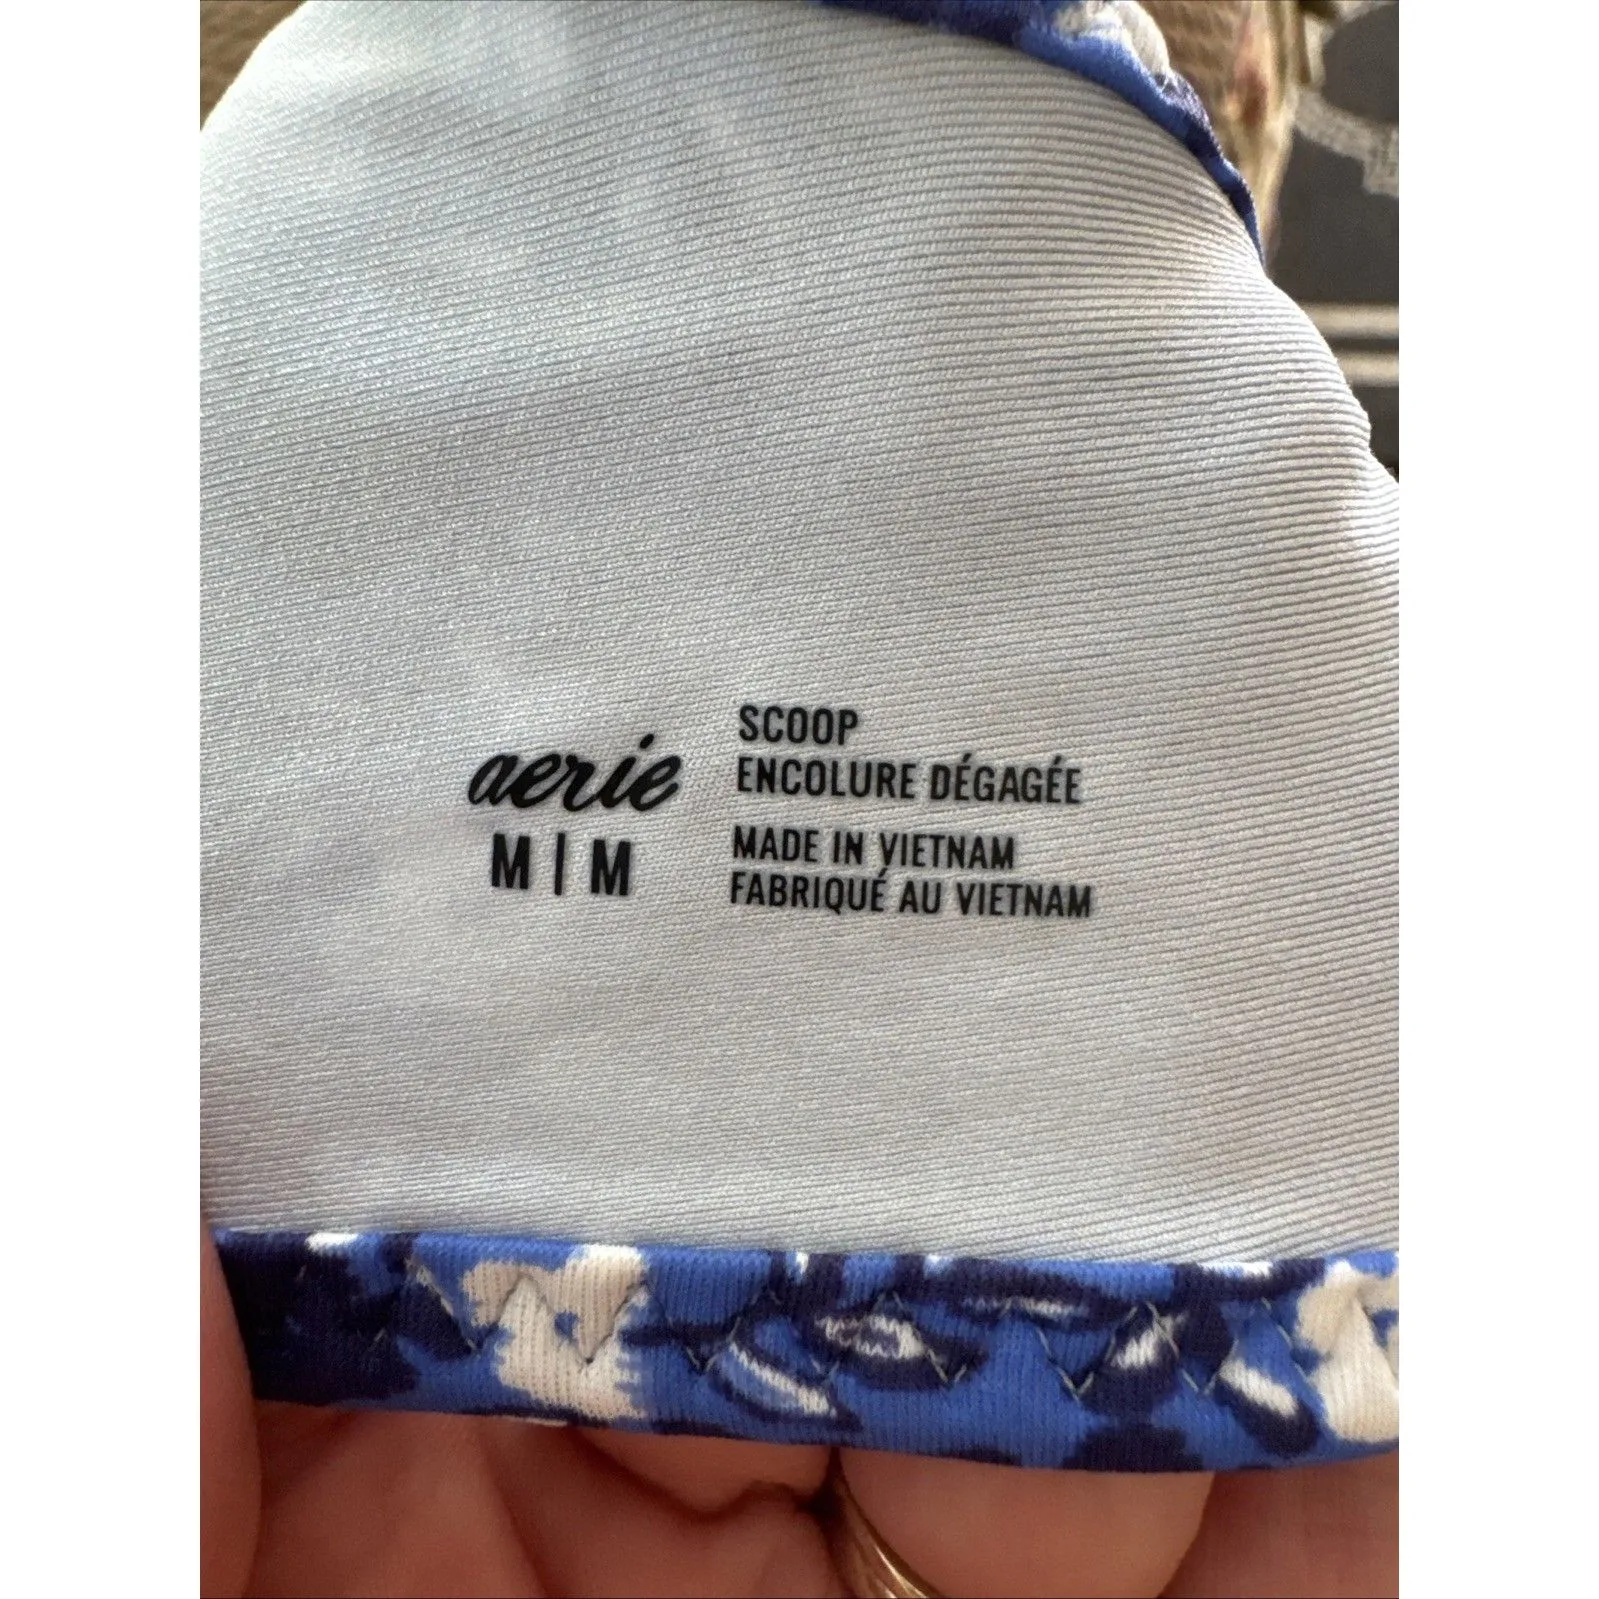 aerie
M | M
SCOOP
ENCOLURE DÉGAGÉE
MADE IN VIETNAM
FABRIQUÉ AU VIETNAM